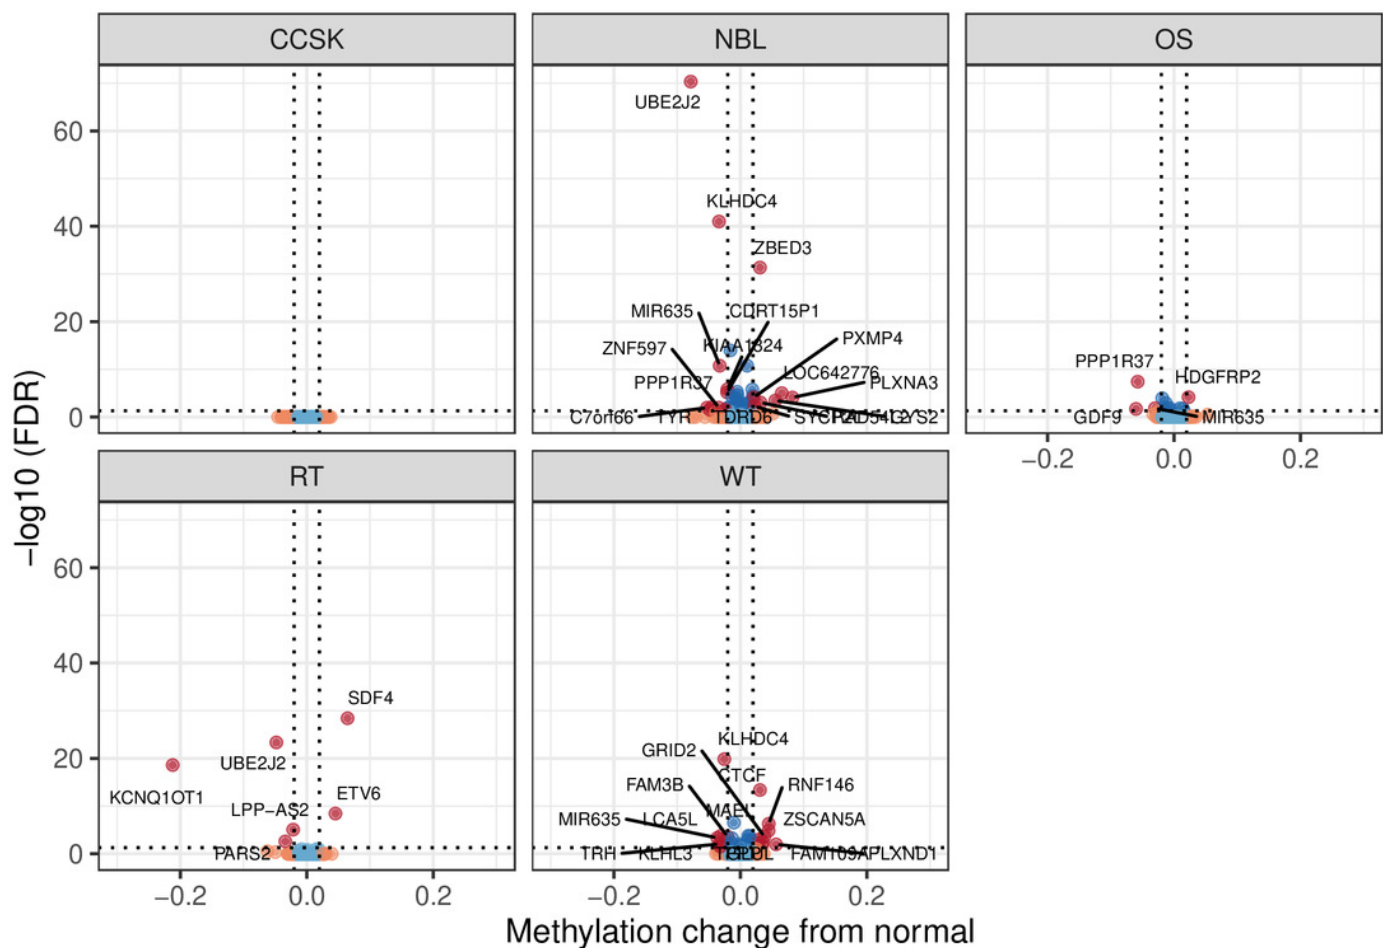 CCSK
NBL
OS
−log10 (FDR)
60
40
20
0
UBE2J2
KLHDC4
ZBED3
MIR635
CDRT15P1
ZNF597
KIAA1324
PXMP4
PPP1R37
LOC642776
PLXNA3
C7orf66
TYR
TDRD6
PPP1R37
HDGFRP2
GDF9
MIR635
−0.2
0.0
0.2
RT
WT
60
40
20
0
SDF4
UBE2J2
KCNQ1OT1
LPP−AS2
ETV6
PARS2
KLHDC4
GRID2
CTCF
FAM3B
RNF146
MIR635
LCA5L
MAEL
ZSCAN5A
TRH
KLHL3
FAM109A
PLXND1
−0.2
0.0
0.2
−0.2
0.0
0.2
Methylation change from normal